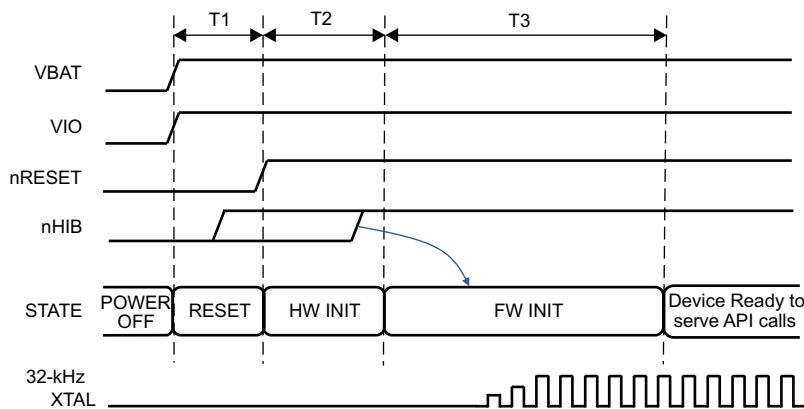 T1
T2
T3
VBAT
VIO
nRESET
nHIB
STATE
POWER
OFF
RESET
HW INIT
FW INIT
Device Ready to
serve API calls
32-kHz
XTAL